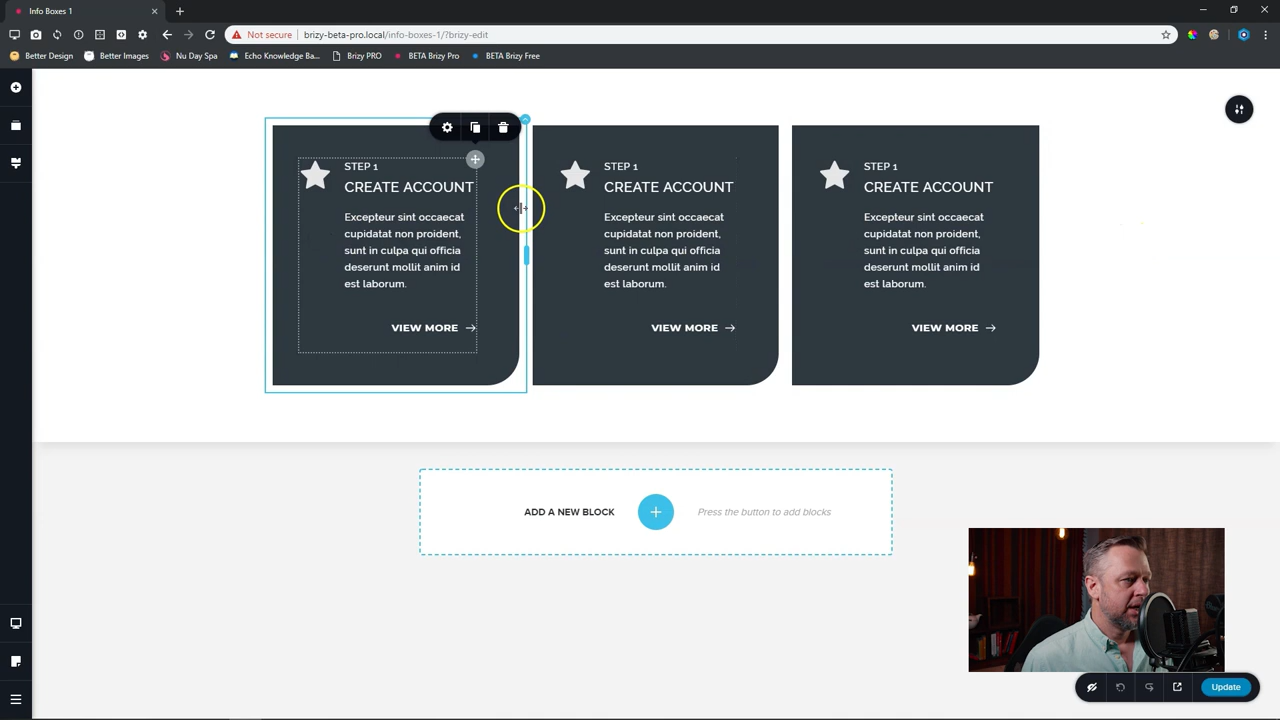 Info Boxes 1
Not secure
brizy-beta-pro.local/info-boxes-1/?brizy-edit
Better Design
Better Images
Nu Day Spa
Echo Knowledge Ba...
Brizy PRO
BETA Brizy Pro
BETA Brizy Free
STEP 1
CREATE ACCOUNT
Excepteur sint occaecat
cupidatat non proident,
sunt in culpa qui officia
deserunt mollit anim id
est laborum.
VIEW MORE
STEP 1
CREATE ACCOUNT
Excepteur sint occaecat
cupidatat non proident,
sunt in culpa qui officia
deserunt mollit anim id
est laborum.
VIEW MORE
STEP 1
CREATE ACCOUNT
Excepteur sint occaecat
cupidatat non proident,
sunt in culpa qui officia
deserunt mollit anim id
est laborum.
VIEW MORE
ADD A NEW BLOCK
Press the button to add blocks
Update